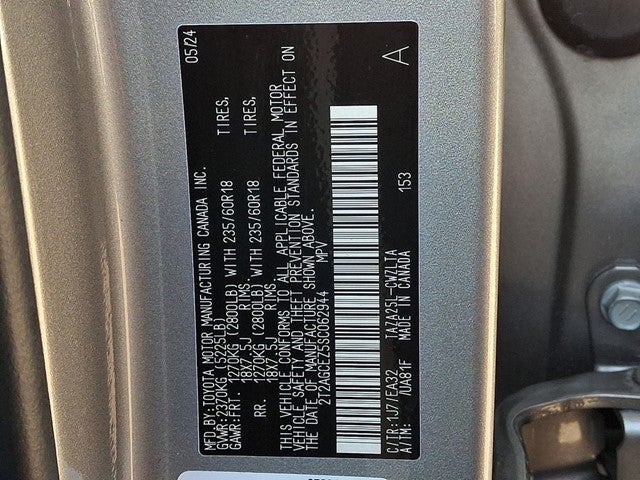 MFD.BY:TOYOTA MOTOR MANUFACTURING CANADA INC. 05/24
GVWR:2370KG (5225LB)
GAWR:FRT. 1270KG (2800LB) WITH 235/60R18 TIRES,
18X7.5J RIMS,
RR. 1270KG (2800LB) WITH 235/60R18 TIRES,
18X7.5J RIMS,
THIS VEHICLE CONFORMS TO ALL APPLICABLE FEDERAL MOTOR
VEHICLE SAFETY AND THEFT PREVENTION STANDARDS IN EFFECT ON
THE DATE OF MANUFACTURE SHOWN ABOVE.
2T2AGCEZ5SC062944 MPV
C/TR:1J7/EA32 TAZA25L-CWZLTA 153 A
A/TM: /UA81F MADE IN CANADA